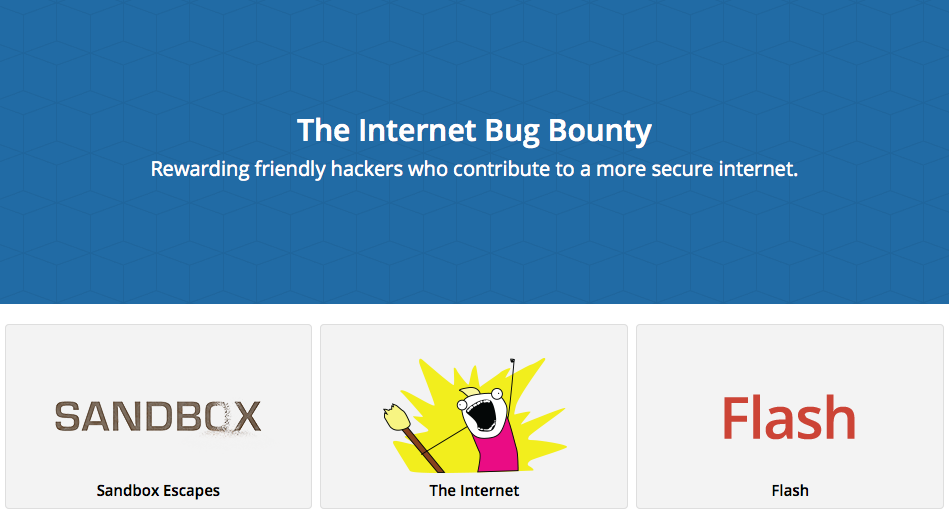 The Internet Bug Bounty
Rewarding friendly hackers who contribute to a more secure internet.
SANDBOX
Flash
Sandbox Escapes
The Internet
Flash